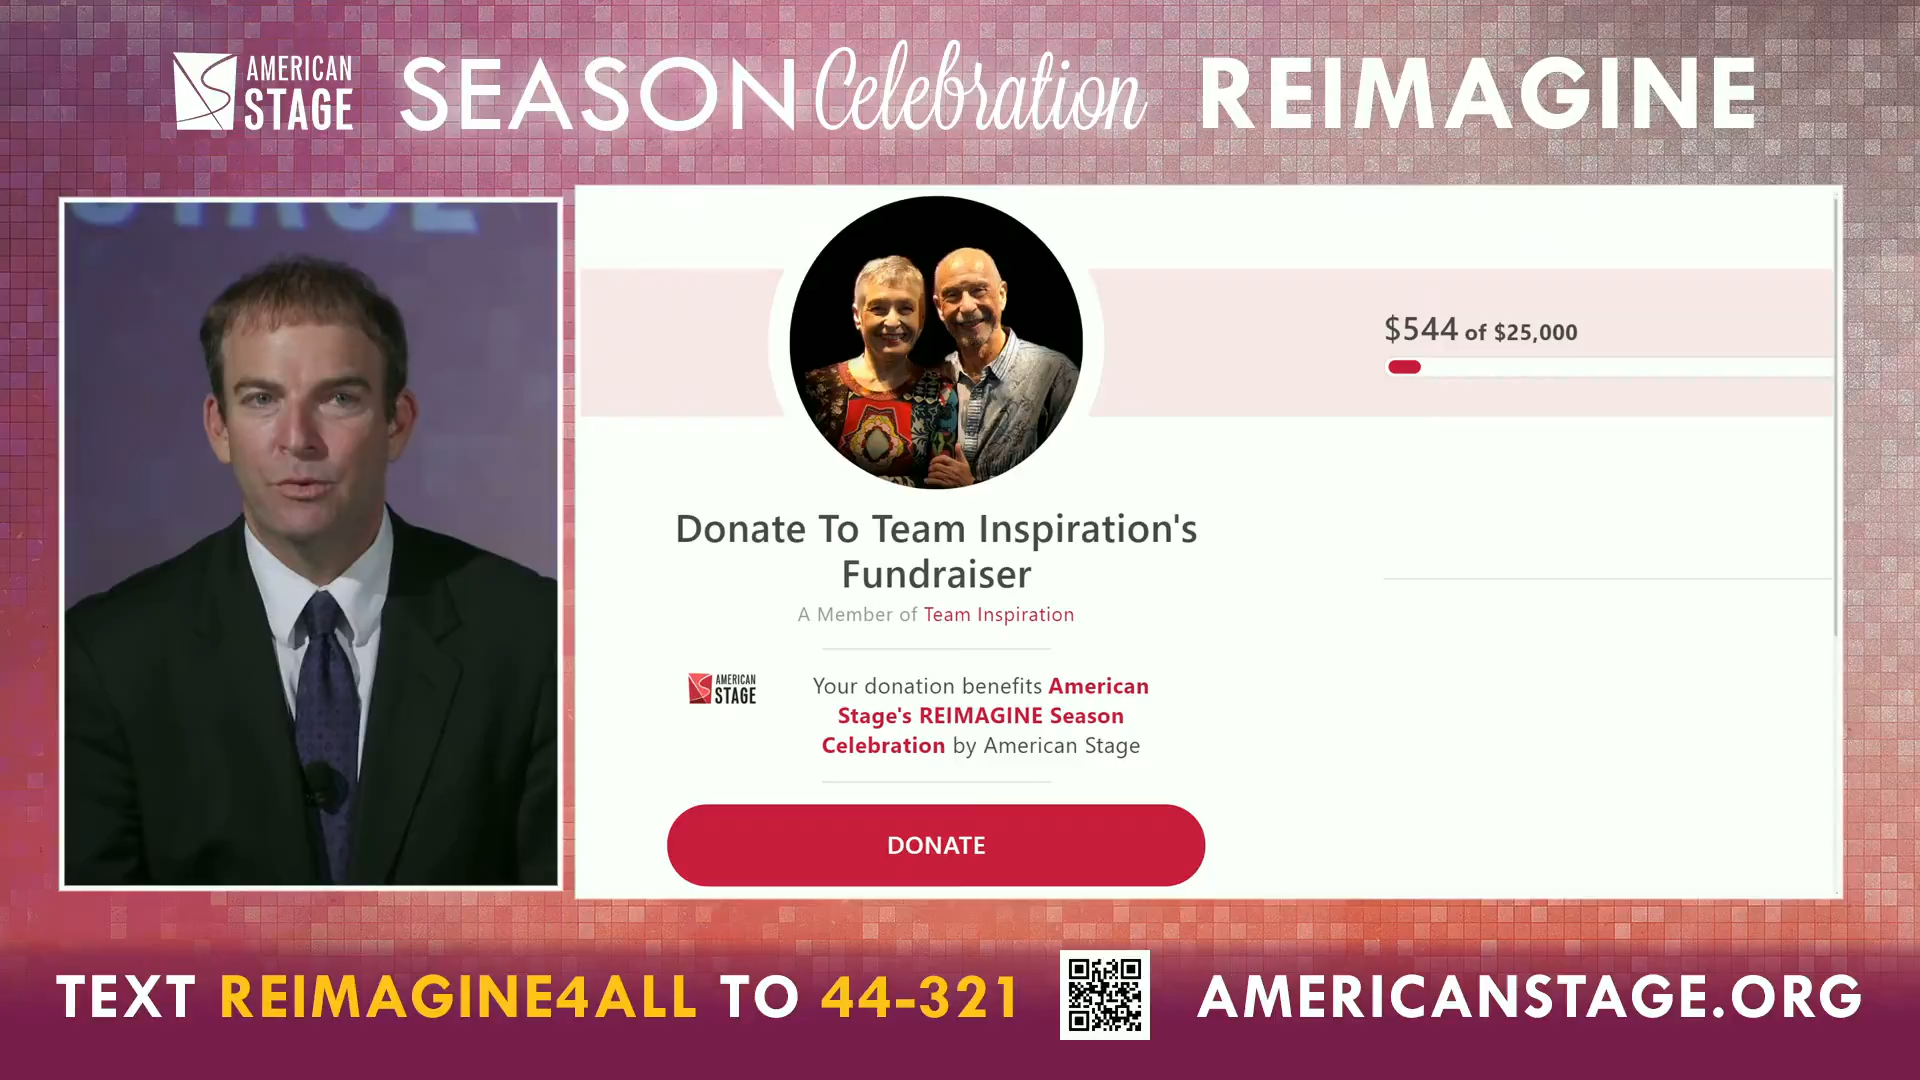 AMERICAN
STAGE
SEASON Celebration REIMAGINE
STAGE
$544 of $25,000
Donate To Team Inspiration's
Fundraiser
A Member of Team Inspiration
AMERICAN
STAGE
Your donation benefits American
Stage's REIMAGINE Season
Celebration by American Stage
DONATE
TEXT REIMAGINE4ALL TO 44-321
AMERICANSTAGE.ORG